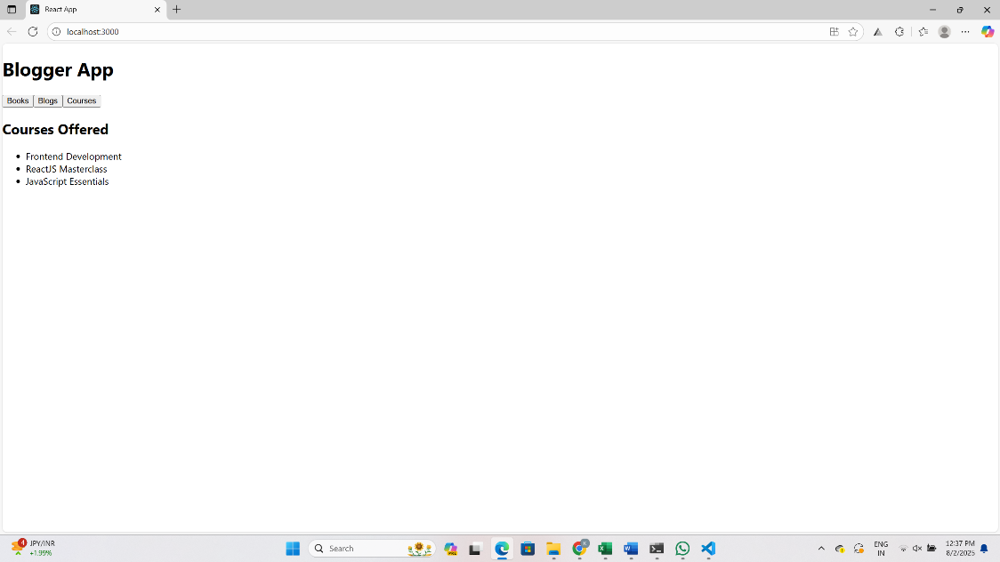 React App
localhost:3000
Blogger App
Books Blogs Courses
Courses Offered
Frontend Development
ReactJS Masterclass
JavaScript Essentials
4
JPY/INR
+1.99%
Search
PRE
K
ENG
IN
12:37 PM
8/2/2025